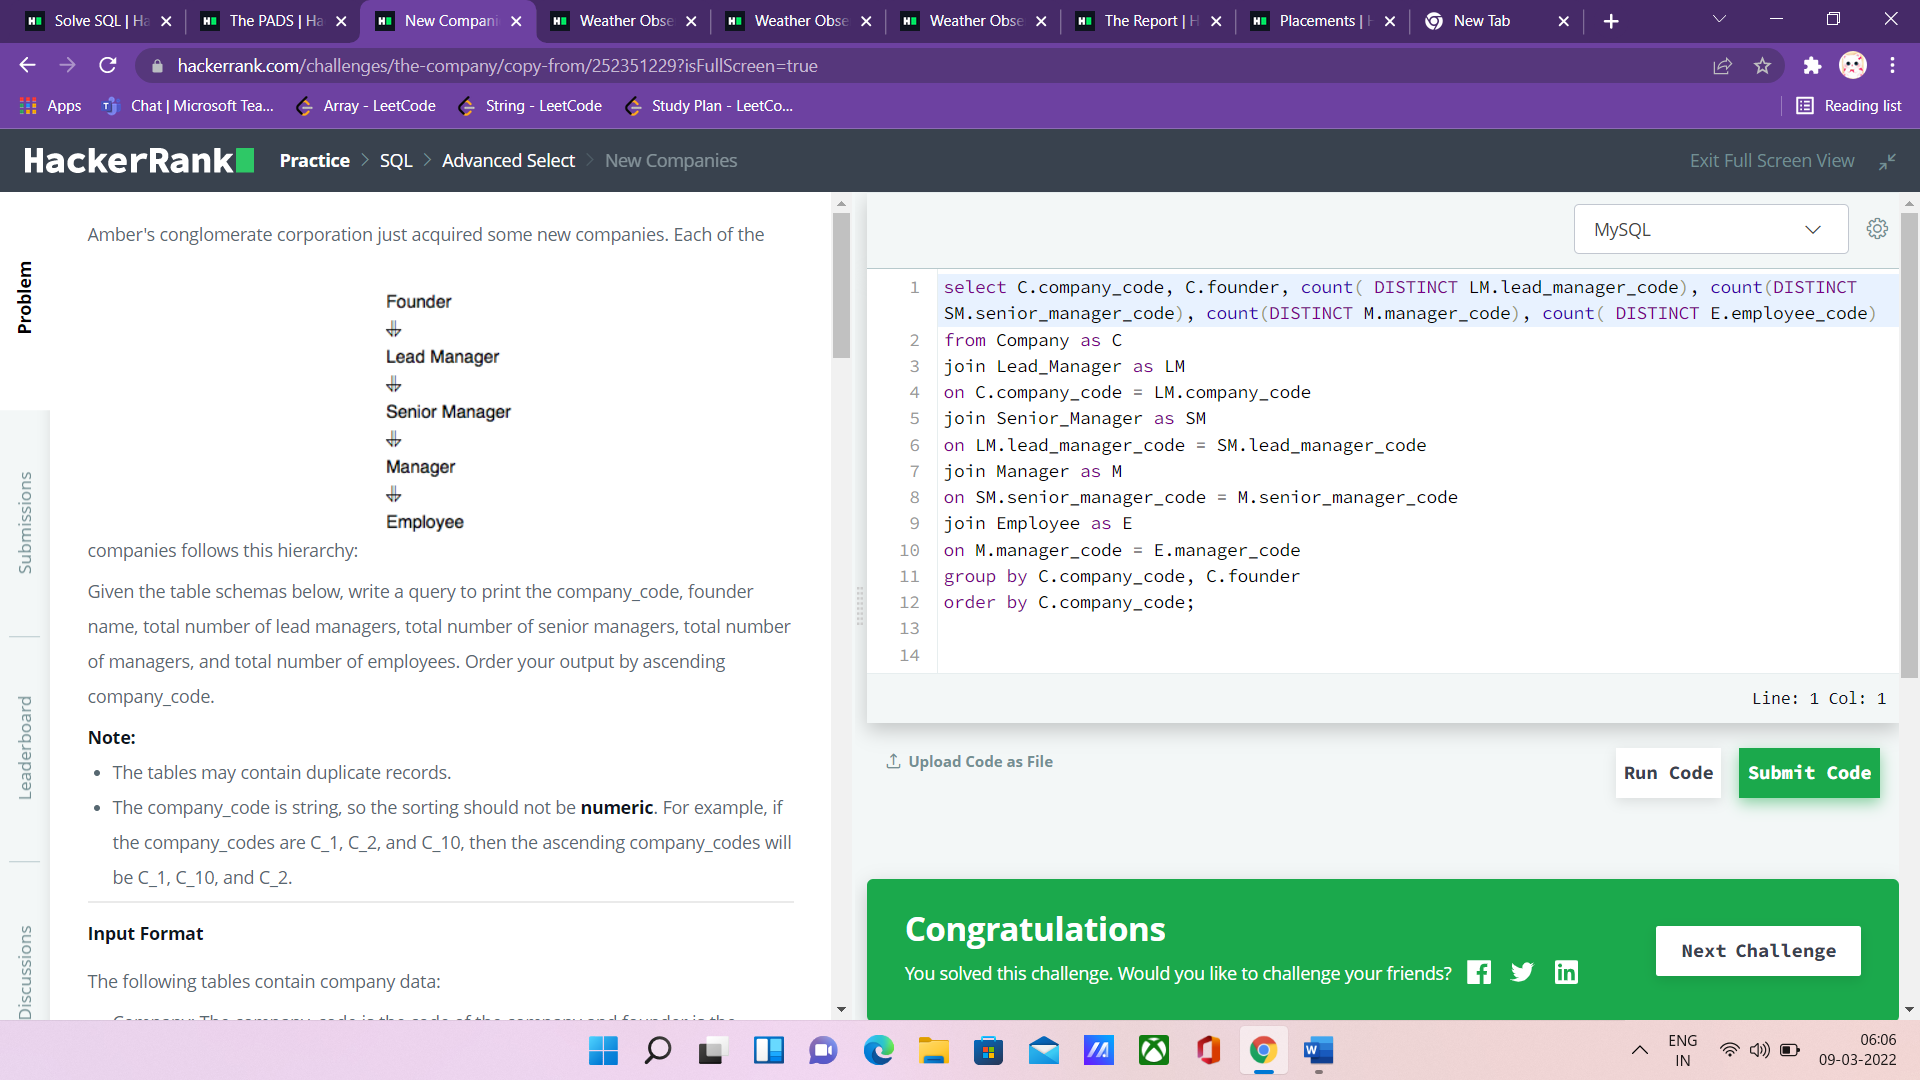 Solve SQL | Ha
The PADS | Ha
New Compani
Weather Obse
Weather Obse
Weather Obse
The Report | H
Placements | H
New Tab
hackerrank.com/challenges/the-company/copy-from/252351229?isFullScreen=true
Apps
Chat | Microsoft Tea...
Array - LeetCode
String - LeetCode
Study Plan - LeetCo...
Reading list
HackerRank
Practice > SQL > Advanced Select > New Companies
Exit Full Screen View
Problem
Submissions
Leaderboard
Discussions
Amber's conglomerate corporation just acquired some new companies. Each of the
Founder
Lead Manager
Senior Manager
Manager
Employee
companies follows this hierarchy:
Given the table schemas below, write a query to print the company_code, founder
name, total number of lead managers, total number of senior managers, total number
of managers, and total number of employees. Order your output by ascending
company_code.
Note:
• The tables may contain duplicate records.
• The company_code is string, so the sorting should not be numeric. For example, if
the company_codes are C_1, C_2, and C_10, then the ascending company_codes will
be C_1, C_10, and C_2.
Input Format
The following tables contain company data:
Company: The company_code is the code of the company and founder is the
MySQL
1 select C.company_code, C.founder, count( DISTINCT LM.lead_manager_code), count(DISTINCT
SM.senior_manager_code), count(DISTINCT M.manager_code), count( DISTINCT E.employee_code)
2 from Company as C
3 join Lead_Manager as LM
4 on C.company_code = LM.company_code
5 join Senior_Manager as SM
6 on LM.lead_manager_code = SM.lead_manager_code
7 join Manager as M
8 on SM.senior_manager_code = M.senior_manager_code
9 join Employee as E
10 on M.manager_code = E.manager_code
11 group by C.company_code, C.founder
12 order by C.company_code;
13
14
Line: 1 Col: 1
Upload Code as File
Run Code
Submit Code
Congratulations
You solved this challenge. Would you like to challenge your friends?
Next Challenge
ENG
IN
06:06
09-03-2022